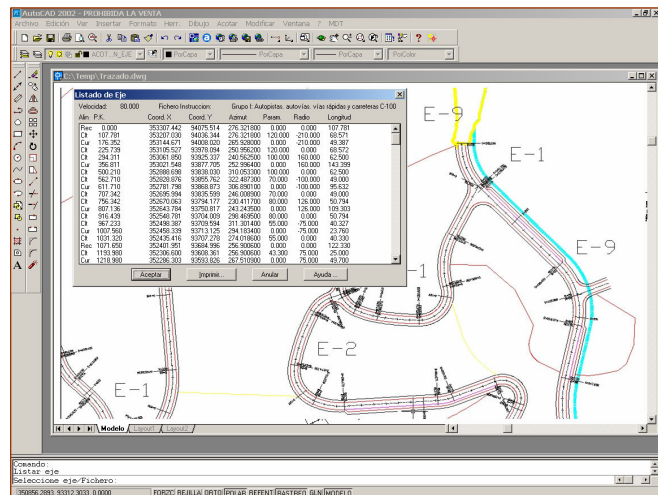 AutoCAD 2002 - PROHIBIDA LA VENTA
Archivo Edición Ver Insertar Formato Herr. Dibujo Acotar Modificar Ventana ? MDT
ACOT...N_EJE PorCapa PorCapa PorCapa PorColor
C:\Temp\Trazado.dwg
Listado de Eje
Velocidad: 80.000 Fichero Instruccion: Grupo I: Autopistas, autovías, vías rápidas y carreteras C-100
Alin P.K. Coord. X Coord. Y Azimut Param. Radio Longitud
Rec 0.000 353307.442 94075.514 276.321800 0.000 0.000 107.781
Clt 107.781 353207.030 94036.344 276.321800 120.000 -210.000 68.571
Cur 176.352 353144.671 94008.020 265.928000 0.000 -210.000 49.387
Clt 225.739 353105.527 93978.094 250.956200 120.000 0.000 68.572
Clt 294.311 353061.850 93925.337 240.562500 100.000 160.000 62.500
Cur 356.811 353021.548 93877.705 252.996400 0.000 160.000 143.399
Clt 500.210 352888.698 93838.030 310.053300 100.000 0.000 62.500
Clt 562.710 352828.876 93855.762 322.487300 70.000 -100.000 49.000
Cur 611.710 352781.798 93868.873 306.890100 0.000 -100.000 95.632
Clt 707.342 352695.994 93835.599 246.008900 70.000 0.000 49.000
Clt 756.342 352670.063 93794.177 230.411700 80.000 126.000 50.794
Cur 807.136 352643.784 93750.817 243.243500 0.000 126.000 109.303
Clt 916.439 352548.781 93704.009 298.469500 80.000 0.000 50.794
Clt 967.233 352498.387 93709.594 311.301400 55.000 -75.000 40.327
Cur 1007.560 352458.339 93713.125 294.183400 0.000 -75.000 23.760
Clt 1031.320 352435.416 93707.278 274.018600 55.000 0.000 40.330
Rec 1071.650 352401.951 93684.996 256.900600 0.000 0.000 122.330
Clt 1193.980 352306.600 93608.361 256.900600 43.300 75.000 25.000
Cur 1218.980 352286.303 93593.826 267.510900 0.000 75.000 49.700
Aceptar Imprimir... Anular Ayuda ...
E-9
E-1
E-9
-1
E-2
E-1
Modelo Layout1 Layout2
Comando:
Listar eje
Seleccione eje/Fichero:
350856.2893, 93312.3033, 0.0000 FORZC REJILLA ORTO POLAR REFENT RASTREO GLN MODELO